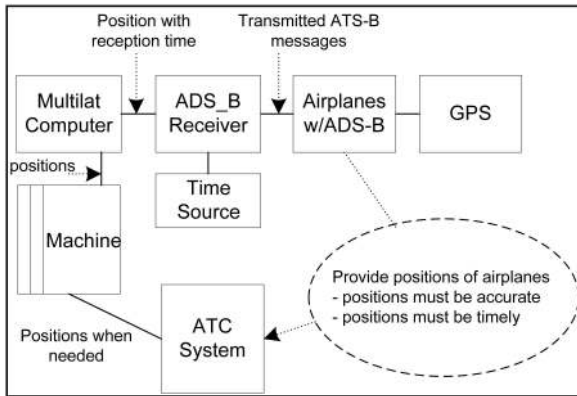 Position with
reception time
Transmitted ATS-B
messages
Multilat
Computer
ADS_B
Receiver
Airplanes
w/ADS-B
GPS
positions
Time
Source
Machine
Provide positions of airplanes
- positions must be accurate
- positions must be timely
Positions when
needed
ATC
System